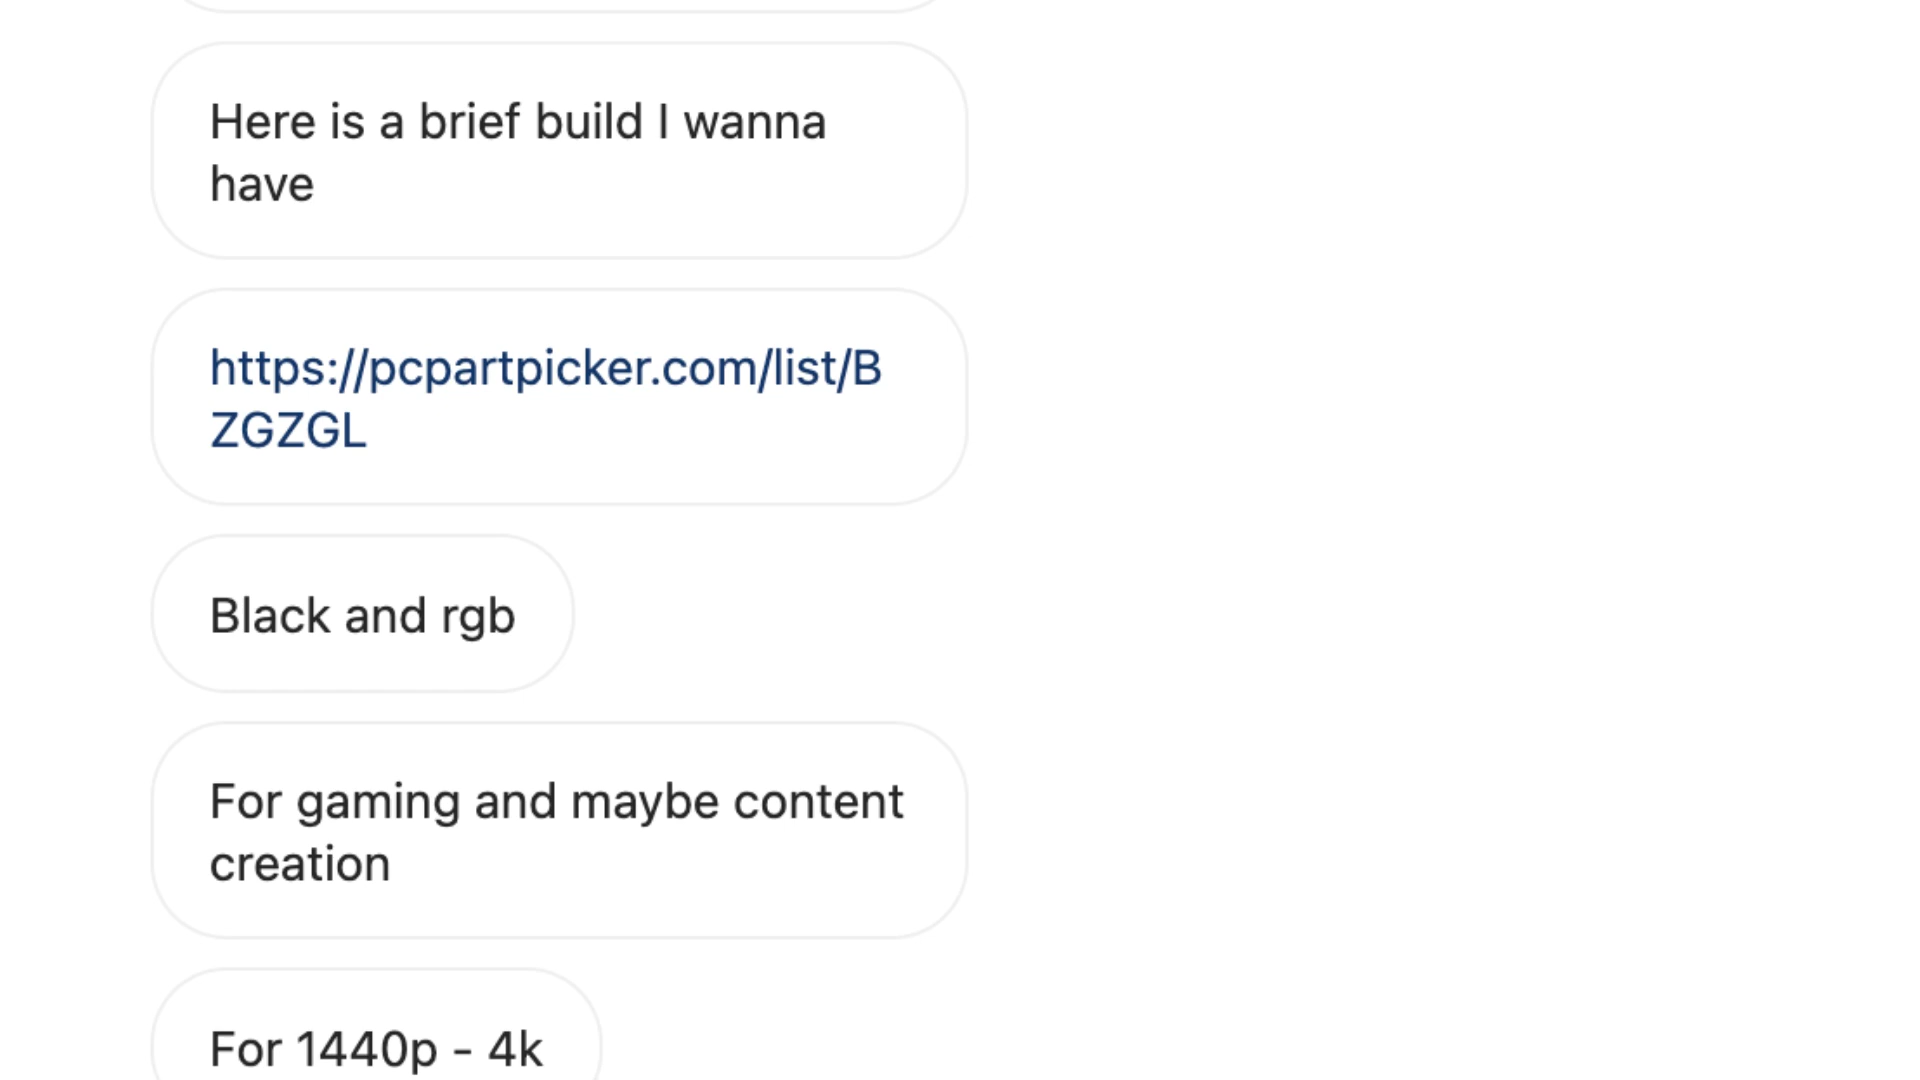 Here is a brief build I wanna
have
https://pcpartpicker.com/list/B
ZGZGL
Black and rgb
For gaming and maybe content
creation
For 1440p - 4k